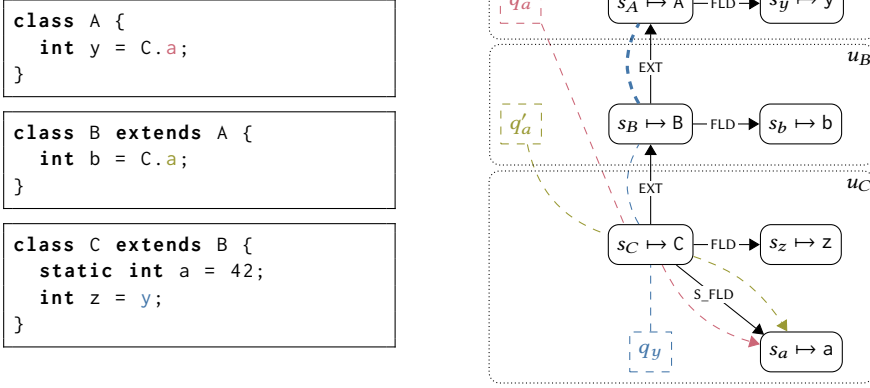 class A {
int y = C.a;
}
class B extends A {
int b = C.a;
}
class C extends B {
static int a = 42;
int z = y;
}
q_a
s_A ↦ A
FLD
s_y ↦ y
EXT
u_B
q′_a
s_B ↦ B
FLD
s_b ↦ b
EXT
u_C
s_C ↦ C
FLD
s_z ↦ z
S_FLD
q_y
s_a ↦ a